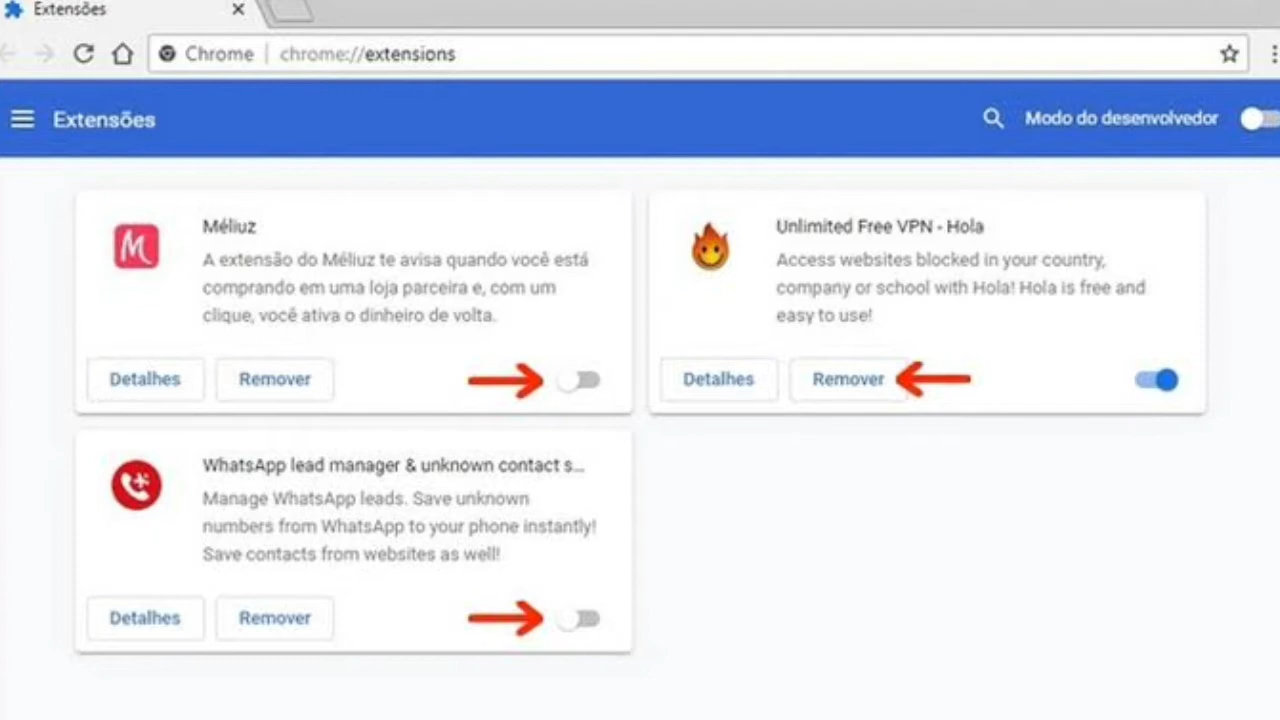 Extensões
Chrome | chrome://extensions
Extensões
Modo do desenvolvedor
Méliuz
A extensão do Méliuz te avisa quando você está
comprando em uma loja parceira e, com um
clique, você ativa o dinheiro de volta.
Detalhes
Remover
Unlimited Free VPN - Hola
Access websites blocked in your country,
company or school with Hola! Hola is free and
easy to use!
Detalhes
Remover
WhatsApp lead manager & unknown contact s...
Manage WhatsApp leads. Save unknown
numbers from WhatsApp to your phone instantly!
Save contacts from websites as well!
Detalhes
Remover